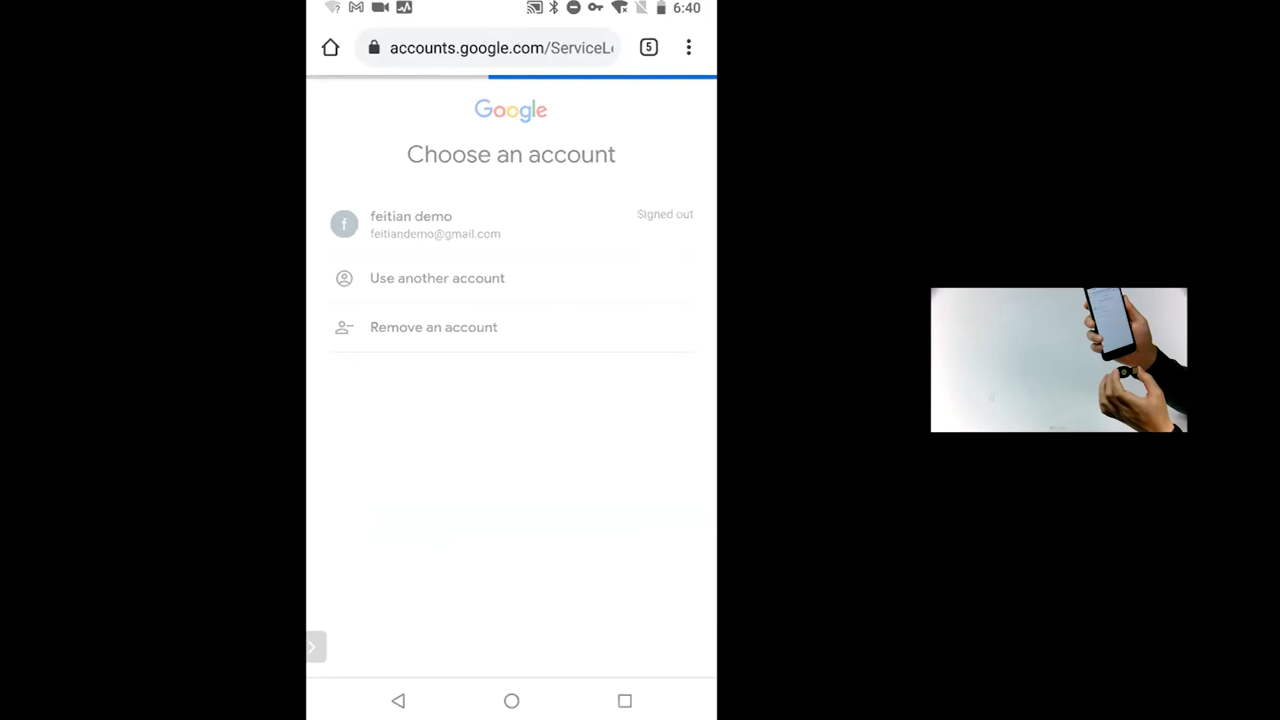 6:40
accounts.google.com/ServiceL
5
Google
Choose an account
f
feitian demo
Signed out
feitiandemo@gmail.com
Use another account
Remove an account